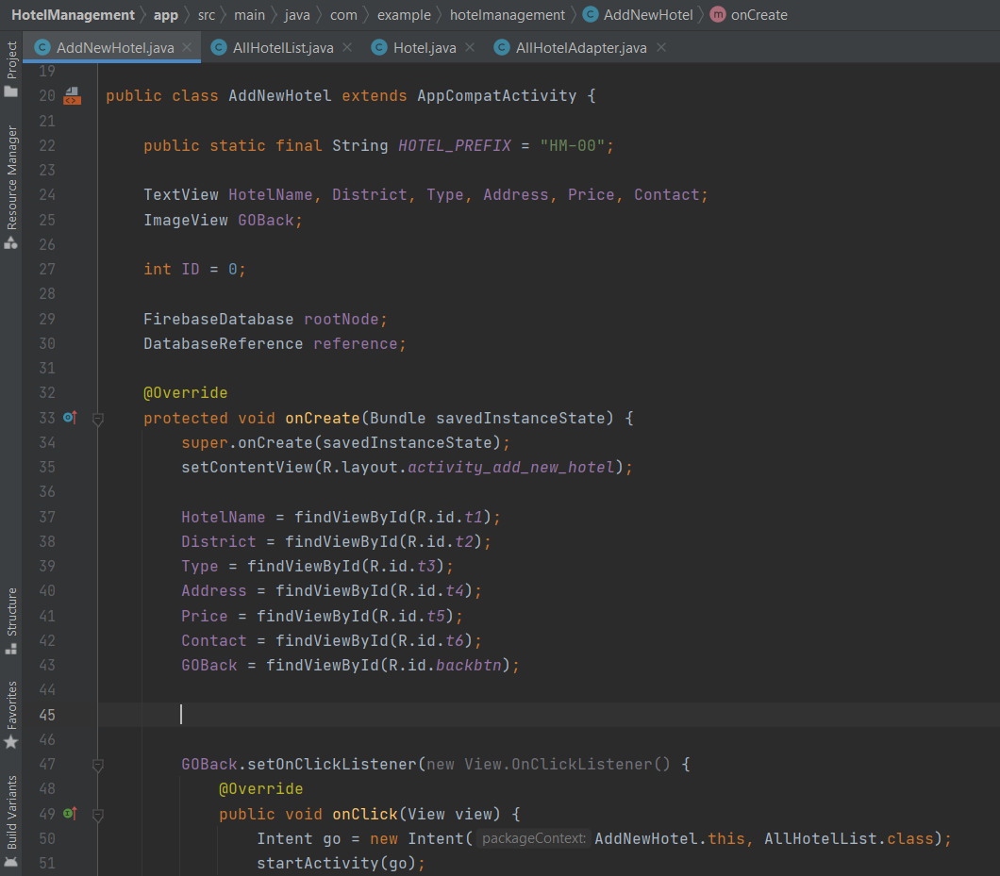 HotelManagement app src main java com example hotelmanagement AddNewHotel onCreate
AddNewHotel.java AllHotelList.java Hotel.java AllHotelAdapter.java
Project
Resource Manager
Structure
Favorites
Build Variants
19
20 public class AddNewHotel extends AppCompatActivity {
21
22 public static final String HOTEL_PREFIX = "HM-00";
23
24 TextView HotelName, District, Type, Address, Price, Contact;
25 ImageView GOBack;
26
27 int ID = 0;
28
29 FirebaseDatabase rootNode;
30 DatabaseReference reference;
31
32 @Override
33 protected void onCreate(Bundle savedInstanceState) {
34 super.onCreate(savedInstanceState);
35 setContentView(R.layout.activity_add_new_hotel);
36
37 HotelName = findViewById(R.id.t1);
38 District = findViewById(R.id.t2);
39 Type = findViewById(R.id.t3);
40 Address = findViewById(R.id.t4);
41 Price = findViewById(R.id.t5);
42 Contact = findViewById(R.id.t6);
43 GOBack = findViewById(R.id.backbtn);
44
45
46
47 GOBack.setOnClickListener(new View.OnClickListener() {
48 @Override
49 public void onClick(View view) {
50 Intent go = new Intent( packageContext: AddNewHotel.this, AllHotelList.class);
51 startActivity(go);